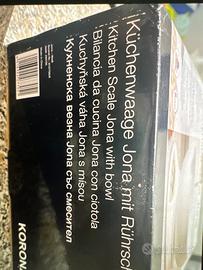 Küchenwaage Jona mit Rührsch
Kitchen Scale Jona with bowl
Bilancia da cucina Jona con ciotola
Kuchyňská váha Jona s mísou
Кухненска везна Jona със смесител
KORON